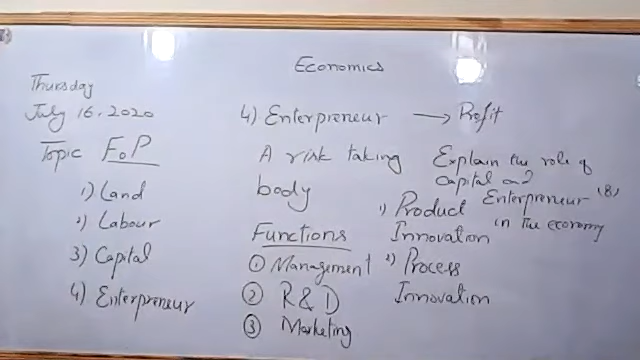 Economics
Thursday
July 16, 2020
Topic FoP
1) Land
2) Labour
3) Capital
4) Enterpreneur
4) Enterpreneur → Profit
A risk taking
body
Functions
① Management
② R & D
③ Marketing
Explain the role of
Capital and
Enterpreneur (8)
in the economy
1) Product
Innovation
2) Process
Innovation